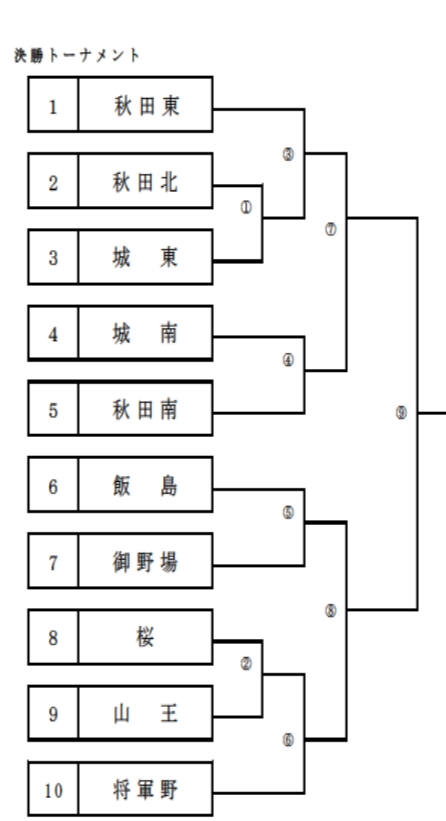 決勝トーナメント
1 秋田東
③
2 秋田北
①
⑦
3 城 東
4 城 南
④
5 秋田南
⑨
6 飯 島
⑤
7 御野場
⑧
8 桜
②
9 山 王
⑥
10 将軍野